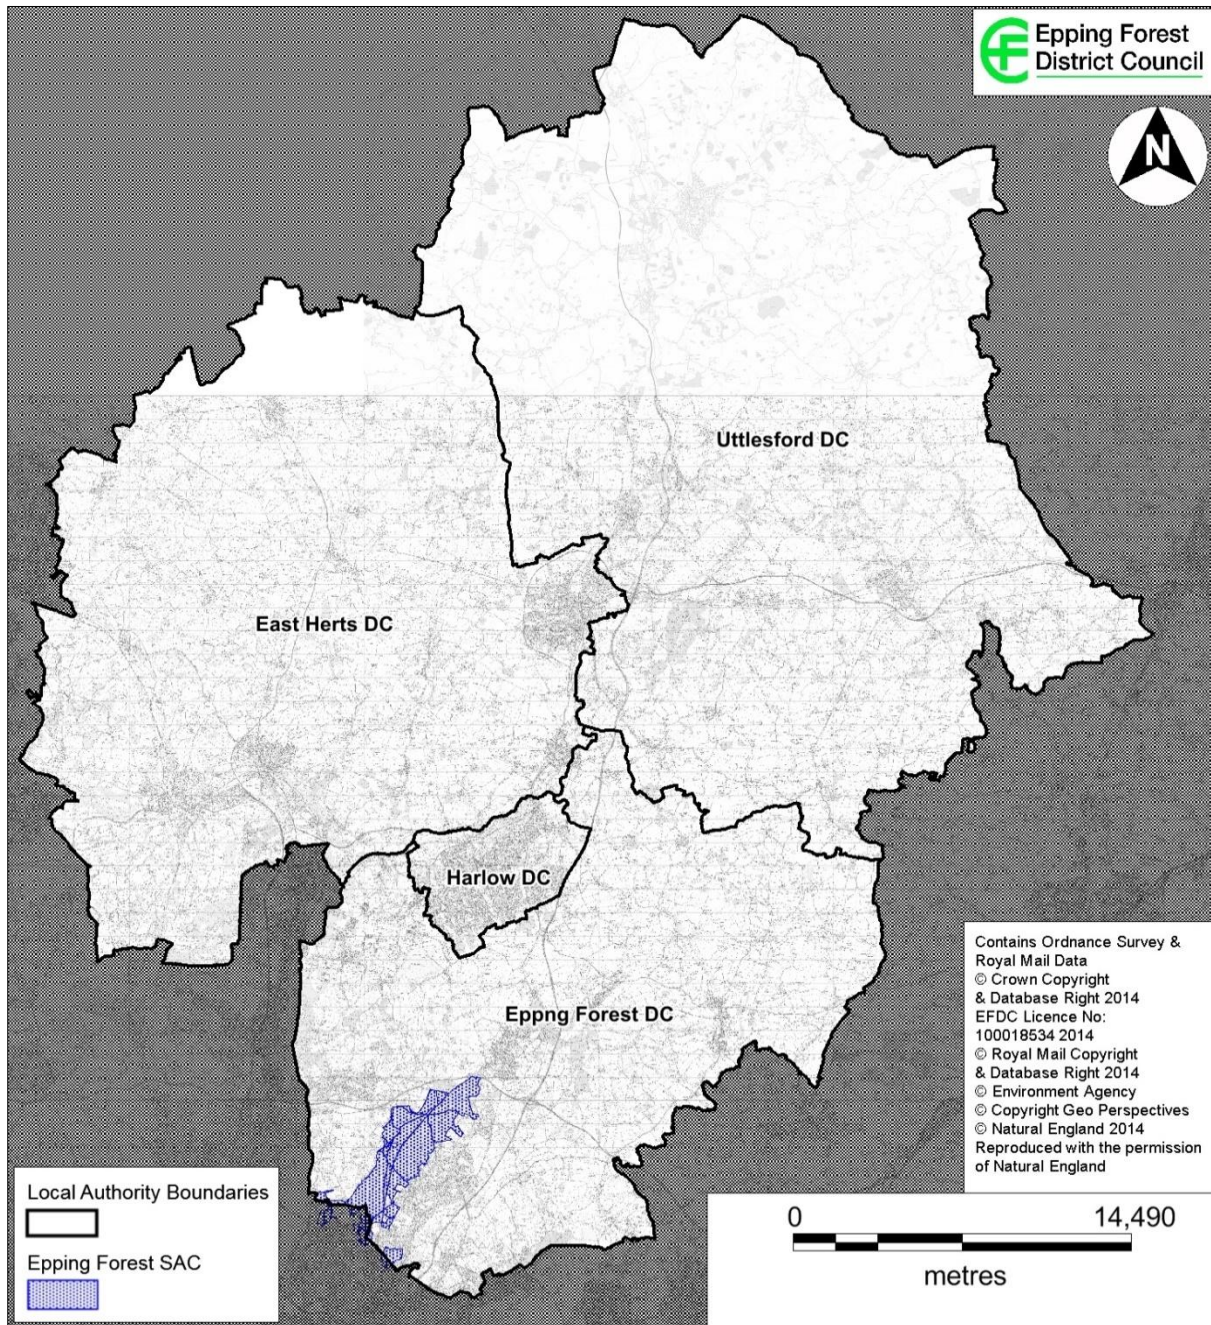 Epping Forest
District Council
N
Uttlesford DC
East Herts DC
Harlow DC
Eppng Forest DC
Contains Ordnance Survey &
Royal Mail Data
© Crown Copyright
& Database Right 2014
EFDC Licence No:
100018534 2014
© Royal Mail Copyright
& Database Right 2014
© Environment Agency
© Copyright Geo Perspectives
© Natural England 2014
Reproduced with the permission
of Natural England
Local Authority Boundaries
Epping Forest SAC
0 14,490
metres